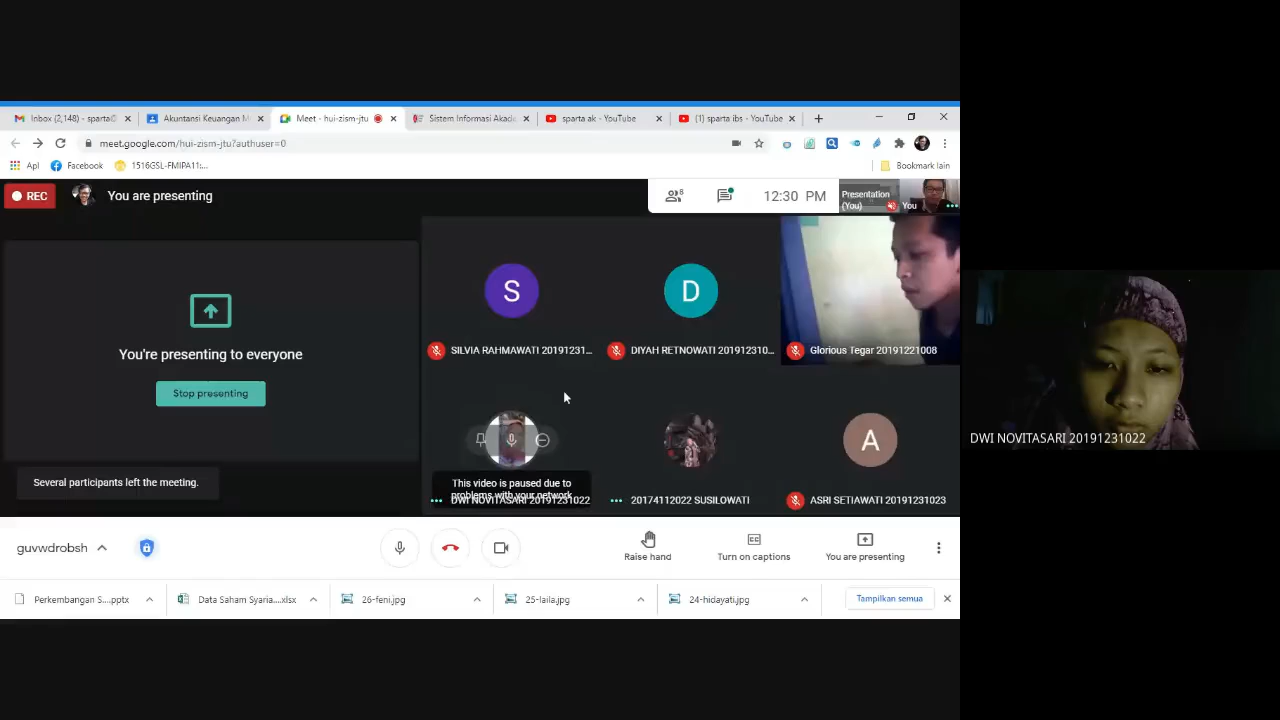 Inbox (2,148) - sparta@
Akuntansi Keuangan M
Meet - hui-zism-jtu
Sistem Informasi Akade
sparta ak - YouTube
(1) sparta ibs - YouTube
meet.google.com/hui-zism-jtu?authuser=0
Apl
Facebook
1516GSL-FMIPA11:...
Bookmark lain
REC
You are presenting
8
12:30 PM
Presentation
(You)
You
You're presenting to everyone
Stop presenting
S
D
SILVIA RAHMAWATI 20191231...
DIYAH RETNOWATI 201912310...
Glorious Tegar 20191221008
A
This video is paused due to
problems with your network
DWI NOVITASARI 20191231022
20174112022 SUSILOWATI
ASRI SETIAWATI 20191231023
Several participants left the meeting.
DWI NOVITASARI 20191231022
guvwdrobsh
Raise hand
Turn on captions
You are presenting
Perkembangan S....pptx
Data Saham Syaria....xlsx
26-feni.jpg
25-laila.jpg
24-hidayati.jpg
Tampilkan semua